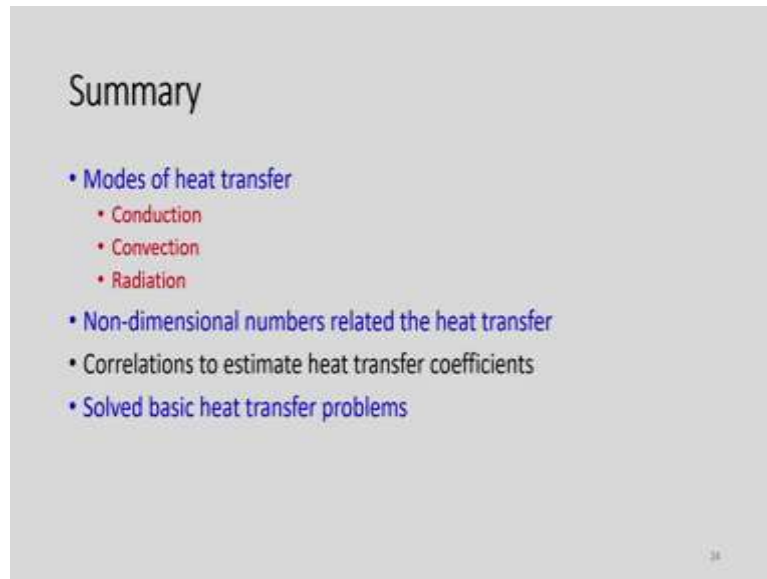 Summary
• Modes of heat transfer
• Conduction
• Convection
• Radiation
• Non-dimensional numbers related the heat transfer
• Correlations to estimate heat transfer coefficients
• Solved basic heat transfer problems